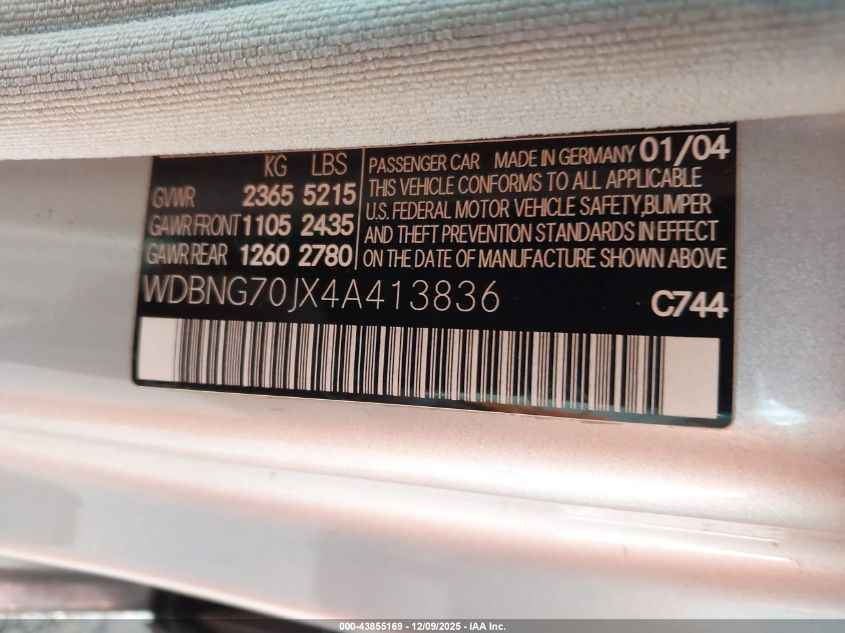 KG LBS
GVWR 2365 5215
GAWR FRONT 1105 2435
GAWR REAR 1260 2780
PASSENGER CAR MADE IN GERMANY 01/04
THIS VEHICLE CONFORMS TO ALL APPLICABLE
U.S. FEDERAL MOTOR VEHICLE SAFETY,BUMPER
AND THEFT PREVENTION STANDARDS IN EFFECT
ON THE DATE OF MANUFACTURE SHOWN ABOVE
WDBNG70JX4A413836
C744
000-43855169 - 12/09/2025 - IAA Inc.